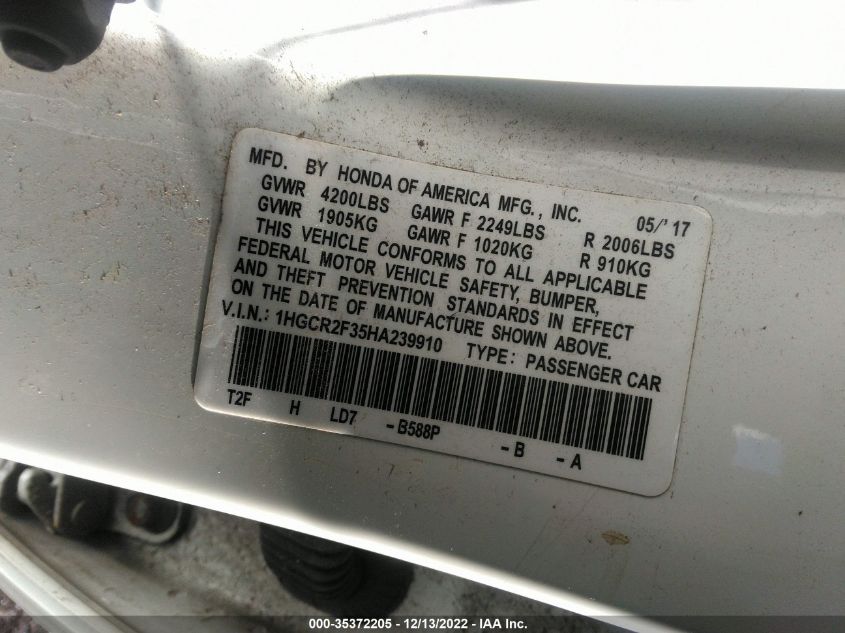 MFD. BY HONDA OF AMERICA MFG., INC. 05/'17
GVWR 4200LBS GAWR F 2249LBS R 2006LBS
GVWR 1905KG GAWR F 1020KG R 910KG
THIS VEHICLE CONFORMS TO ALL APPLICABLE
FEDERAL MOTOR VEHICLE SAFETY, BUMPER,
AND THEFT PREVENTION STANDARDS IN EFFECT
ON THE DATE OF MANUFACTURE SHOWN ABOVE.
V.I.N.: 1HGCR2F35HA239910 TYPE: PASSENGER CAR
T2F H LD7 - B588P - B - A
000-35372205 - 12/13/2022 - IAA Inc.